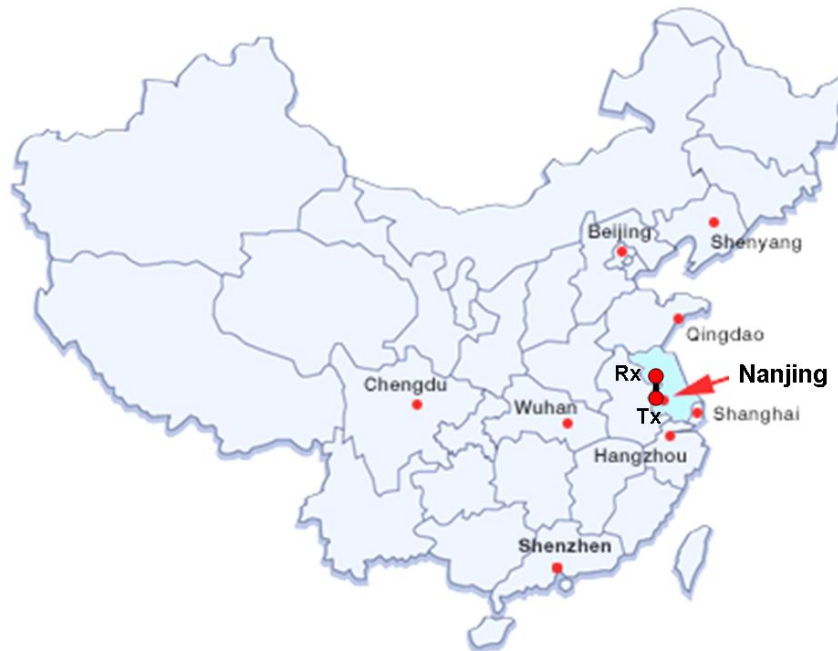 Beijing
Shenyang
Qingdao
Rx
Nanjing
Chengdu
Wuhan
Tx
Shanghai
Hangzhou
Shenzhen